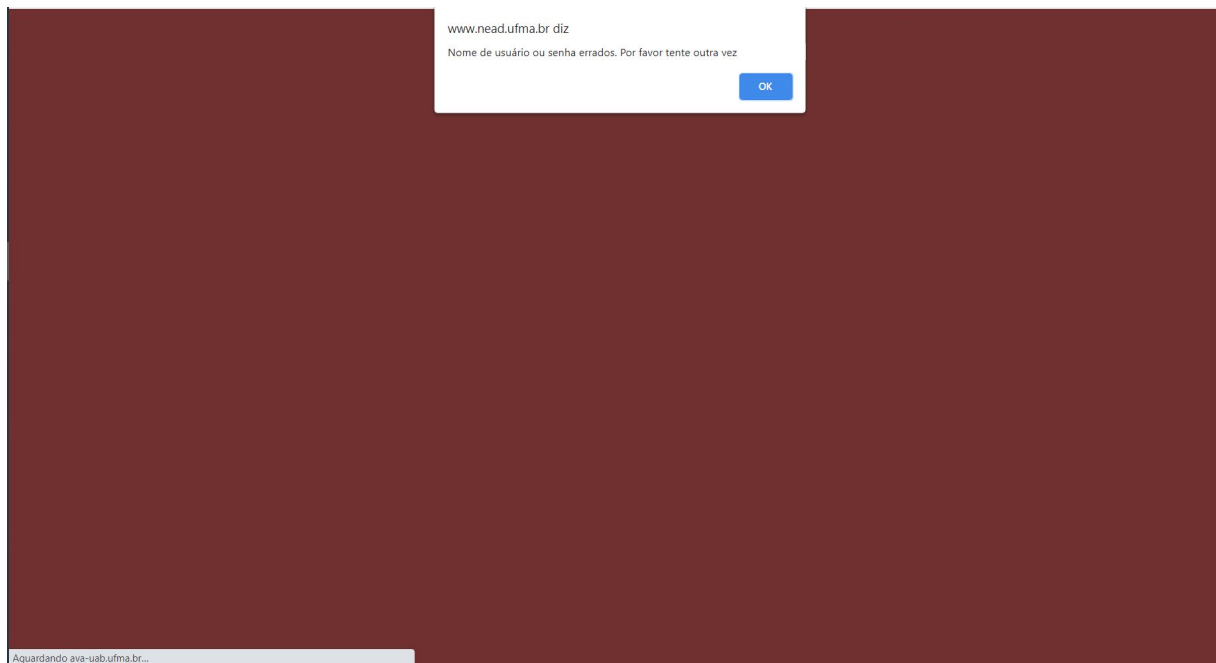 www.nead.ufma.br diz
Nome de usuário ou senha errados. Por favor tente outra vez
OK
Aguardando ava-uab.ufma.br...